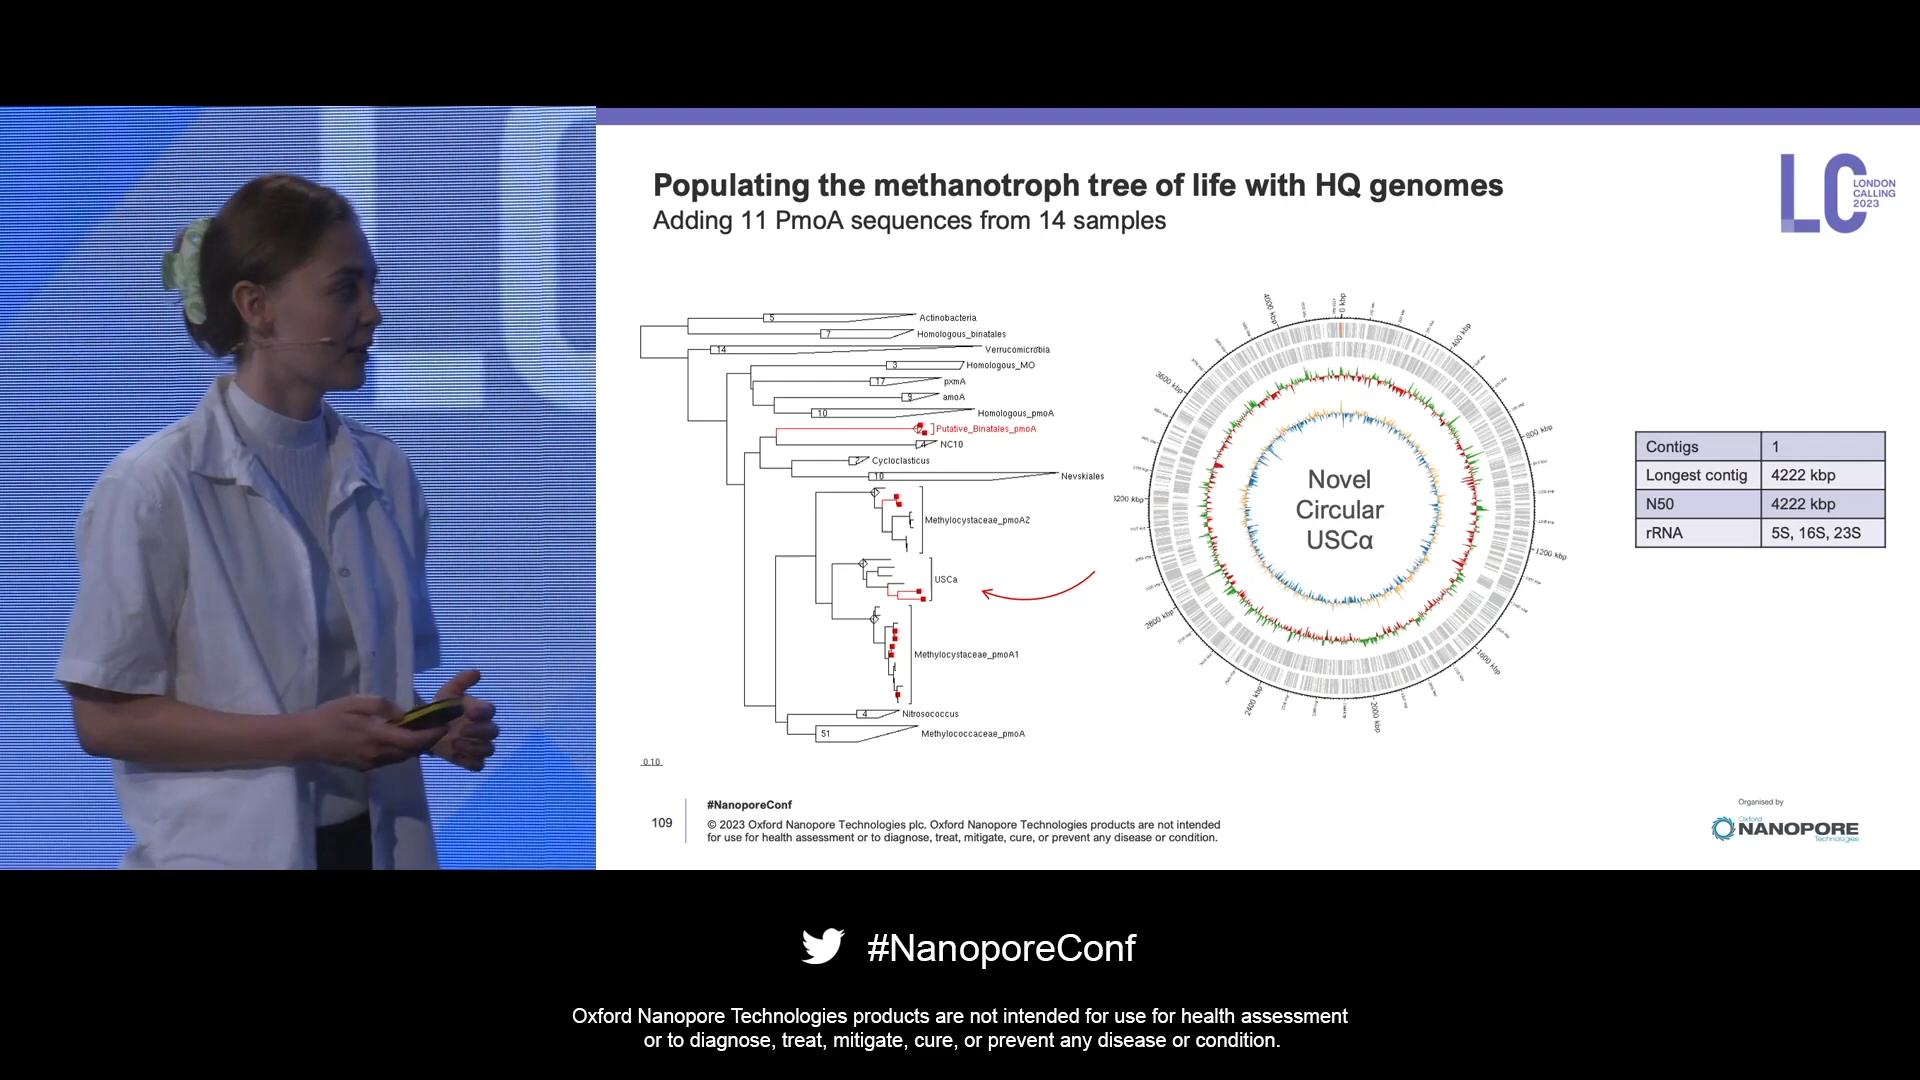 LC
LONDON
CALLING
2023
Populating the methanotroph tree of life with HQ genomes
Adding 11 PmoA sequences from 14 samples
5 Actinobacteria
7 Homologous_binatales
14 Verrucomicrobia
3 Homologous_MO
17 pxmA
9 amoA
10 Homologous_pmoA
Putative_Binatales_pmoA
4 NC10
2 Cycloclasticus
10 Nevskiales
Methylocystaceae_pmoA2
USCa
Methylocystaceae_pmoA1
4 Nitrosococcus
51 Methylococcaceae_pmoA
0.10
0 kbp
400 kbp
800 kbp
1200 kbp
1600 kbp
2000 kbp
2400 kbp
2800 kbp
3200 kbp
3600 kbp
4000 kbp
Novel
Circular
USCα
Contigs 1
Longest contig 4222 kbp
N50 4222 kbp
rRNA 5S, 16S, 23S
109
#NanoporeConf
© 2023 Oxford Nanopore Technologies plc. Oxford Nanopore Technologies products are not intended
for use for health assessment or to diagnose, treat, mitigate, cure, or prevent any disease or condition.
Organised by
Oxford
NANOPORE
Technologies
#NanoporeConf
Oxford Nanopore Technologies products are not intended for use for health assessment
or to diagnose, treat, mitigate, cure, or prevent any disease or condition.